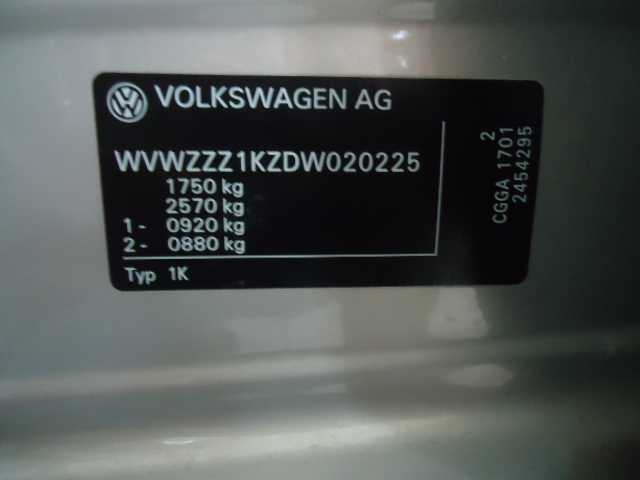 VOLKSWAGEN AG
WVWZZZ1KZDW020225
1750 kg
2570 kg
1 - 0920 kg
2 - 0880 kg
Typ 1K
2
CGGA 1701
2454295